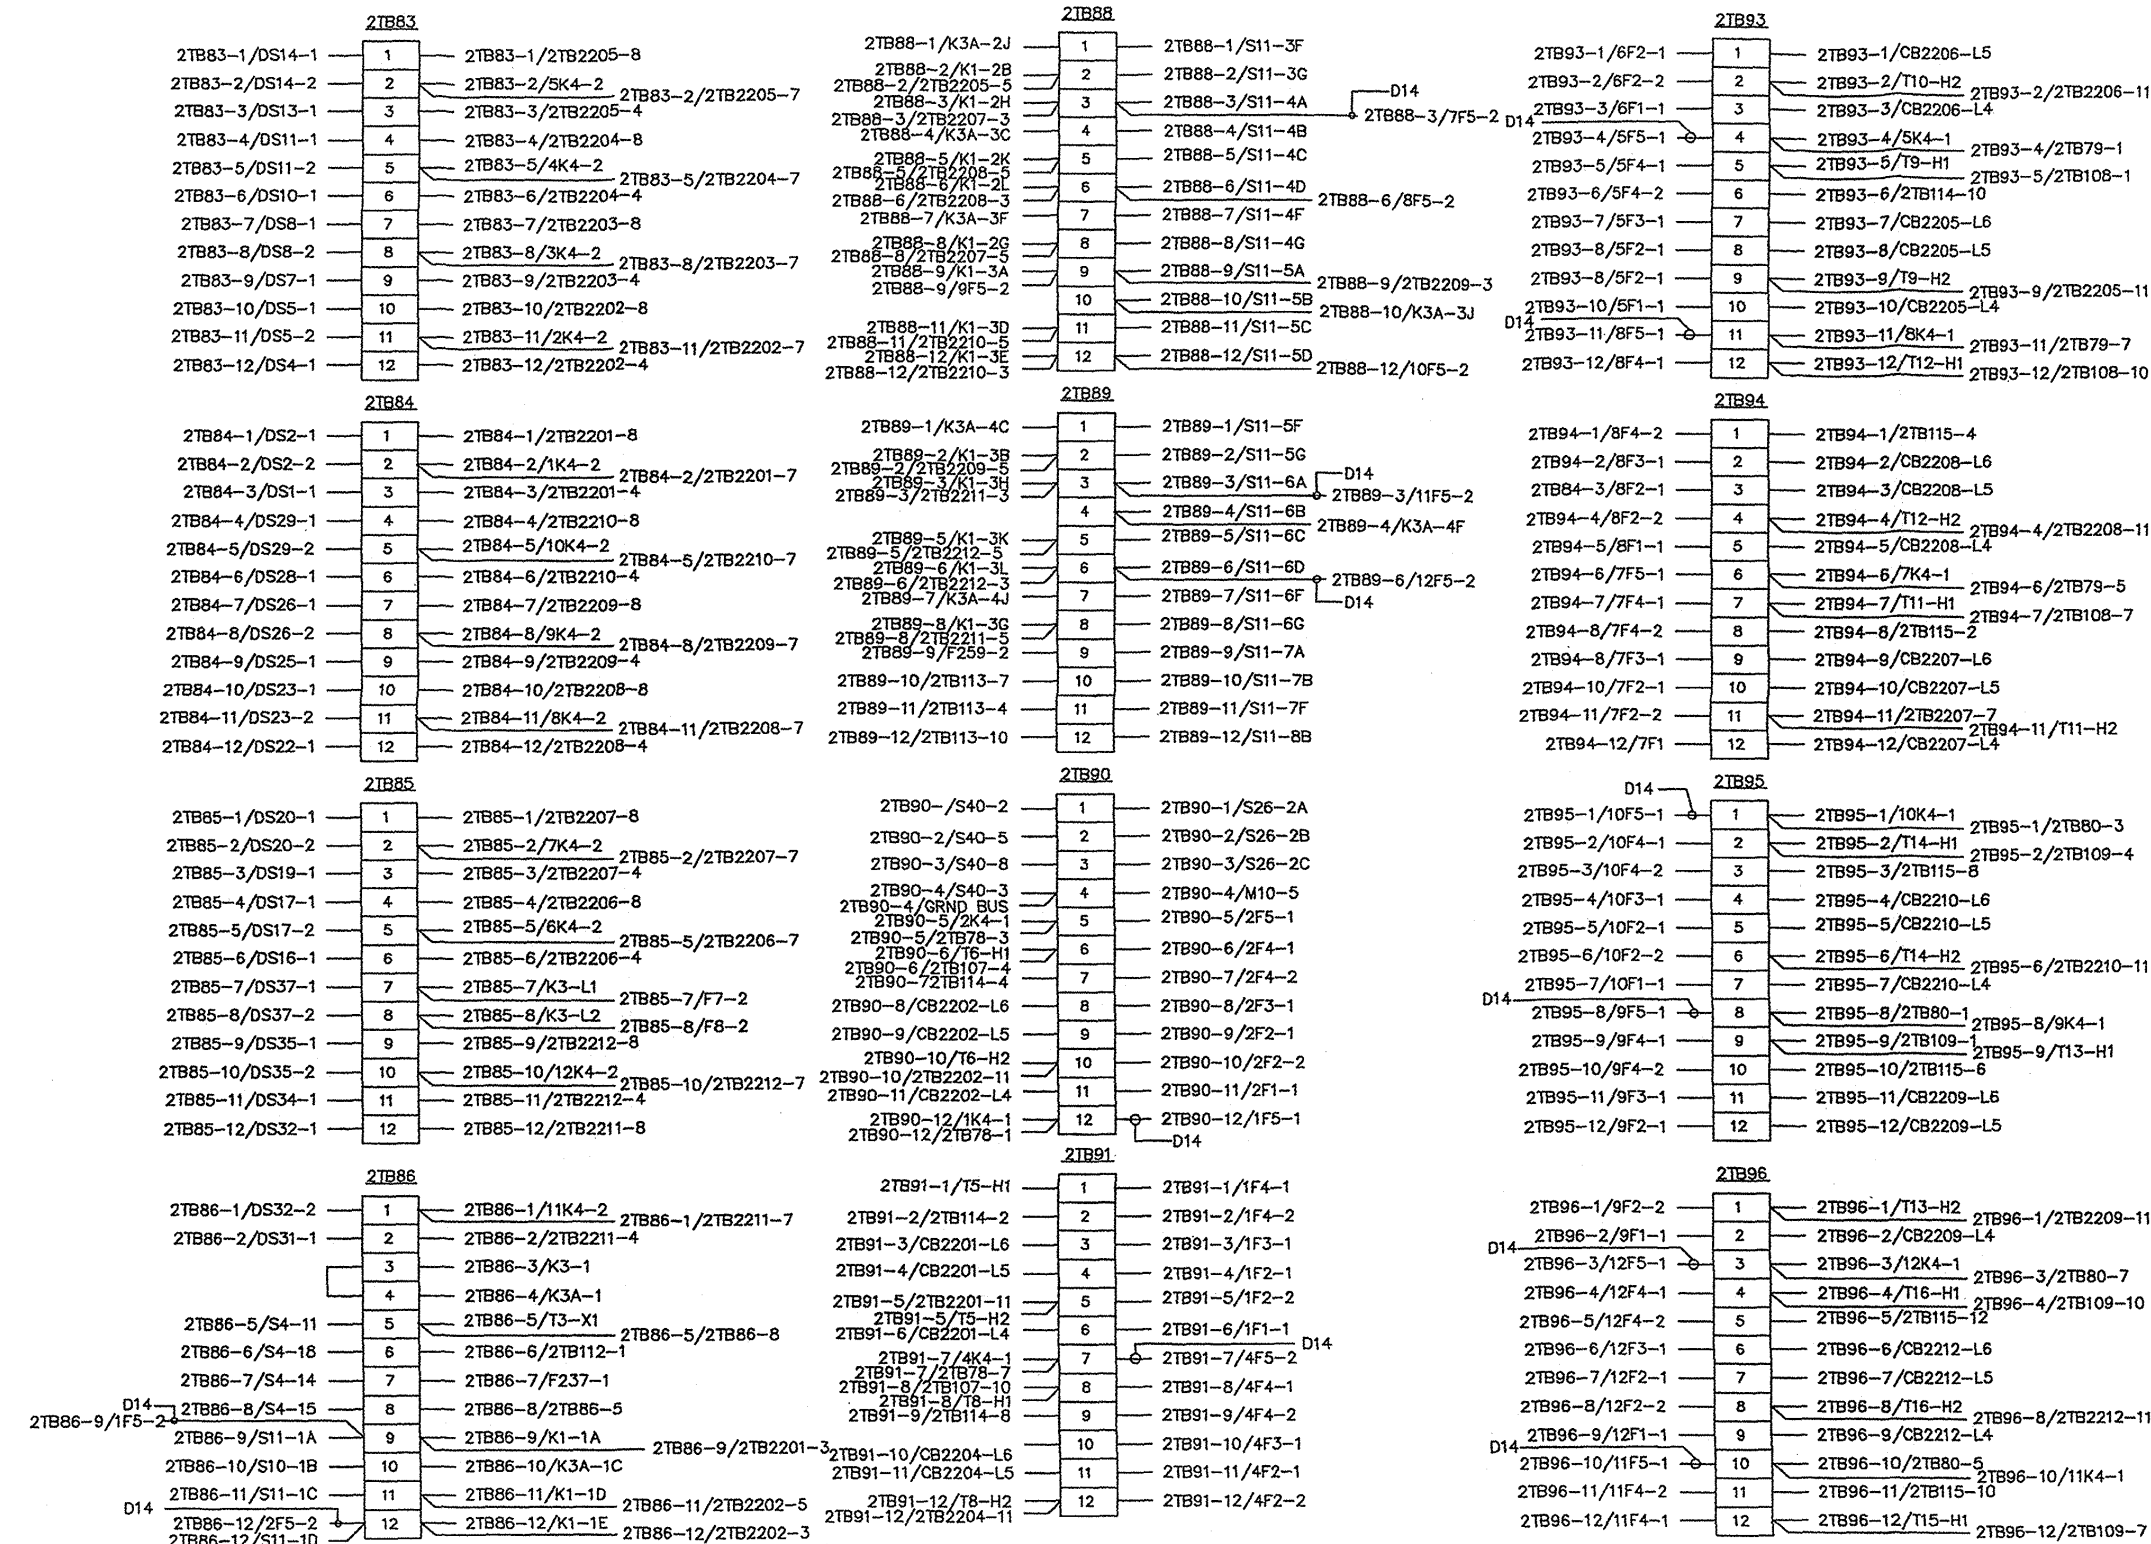 2TB83
2TB83-1/DS14-1 1 2TB83-1/2TB2205-8
2TB83-2/DS14-2 2 2TB83-2/5K4-2 2TB83-2/2TB2205-7
2TB83-3/DS13-1 3 2TB83-3/2TB2205-4
2TB83-4/DS11-1 4 2TB83-4/2TB2204-8
2TB83-5/DS11-2 5 2TB83-5/4K4-2 2TB83-5/2TB2204-7
2TB83-6/DS10-1 6 2TB83-6/2TB2204-4
2TB83-7/DS8-1 7 2TB83-7/2TB2203-8
2TB83-8/DS8-2 8 2TB83-8/3K4-2 2TB83-8/2TB2203-7
2TB83-9/DS7-1 9 2TB83-9/2TB2203-4
2TB83-10/DS5-1 10 2TB83-10/2TB2202-8
2TB83-11/DS5-2 11 2TB83-11/2K4-2 2TB83-11/2TB2202-7
2TB83-12/DS4-1 12 2TB83-12/2TB2202-4
2TB84
2TB84-1/DS2-1 1 2TB84-1/2TB2201-8
2TB84-2/DS2-2 2 2TB84-2/1K4-2 2TB84-2/2TB2201-7
2TB84-3/DS1-1 3 2TB84-3/2TB2201-4
2TB84-4/DS29-1 4 2TB84-4/2TB2210-8
2TB84-5/DS29-2 5 2TB84-5/10K4-2 2TB84-5/2TB2210-7
2TB84-6/DS28-1 6 2TB84-6/2TB2210-4
2TB84-7/DS26-1 7 2TB84-7/2TB2209-8
2TB84-8/DS26-2 8 2TB84-8/9K4-2 2TB84-8/2TB2209-7
2TB84-9/DS25-1 9 2TB84-9/2TB2209-4
2TB84-10/DS23-1 10 2TB84-10/2TB2208-8
2TB84-11/DS23-2 11 2TB84-11/8K4-2 2TB84-11/2TB2208-7
2TB84-12/DS22-1 12 2TB84-12/2TB2208-4
2TB85
2TB85-1/DS20-1 1 2TB85-1/2TB2207-8
2TB85-2/DS20-2 2 2TB85-2/7K4-2 2TB85-2/2TB2207-7
2TB85-3/DS19-1 3 2TB85-3/2TB2207-4
2TB85-4/DS17-1 4 2TB85-4/2TB2206-8
2TB85-5/DS17-2 5 2TB85-5/6K4-2 2TB85-5/2TB2206-7
2TB85-6/DS16-1 6 2TB85-6/2TB2206-4
2TB85-7/DS37-1 7 2TB85-7/K3-L1 2TB85-7/F7-2
2TB85-8/DS37-2 8 2TB85-8/K3-L2 2TB85-8/F8-2
2TB85-9/DS35-1 9 2TB85-9/2TB2212-8
2TB85-10/DS35-2 10 2TB85-10/12K4-2 2TB85-10/2TB2212-7
2TB85-11/DS34-1 11 2TB85-11/2TB2212-4
2TB85-12/DS32-1 12 2TB85-12/2TB2211-8
2TB86
2TB86-1/DS32-2 1 2TB86-1/11K4-2 2TB86-1/2TB2211-7
2TB86-2/DS31-1 2 2TB86-2/2TB2211-4
3 2TB86-3/K3-1
4 2TB86-4/K3A-1
2TB86-5/S4-11 5 2TB86-5/T3-X1 2TB86-5/2TB86-8
2TB86-6/S4-18 6 2TB86-6/2TB112-1
2TB86-7/S4-14 7 2TB86-7/F237-1
D14 2TB86-8/S4-15 8 2TB86-8/2TB86-5
2TB86-9/1F5-2
2TB86-9/S11-1A 9 2TB86-9/K1-1A 2TB86-9/2TB2201-3
2TB86-10/S10-1B 10 2TB86-10/K3A-1C
2TB86-11/S11-1C 11 2TB86-11/K1-1D 2TB86-11/2TB2202-5
D14
2TB86-12/2F5-2 12 2TB86-12/K1-1E 2TB86-12/2TB2202-3
2TB86-12/S11-1D
2TB88
2TB88-1/K3A-2J 1 2TB88-1/S11-3F
2TB88-2/K1-2B 2 2TB88-2/S11-3G
2TB88-2/2TB2205-5
2TB88-3/K1-2H 3 2TB88-3/S11-4A D14 2TB88-3/7F5-2
2TB88-3/2TB2207-3
2TB88-4/K3A-3C 4 2TB88-4/S11-4B
2TB88-5/K1-2K 5 2TB88-5/S11-4C
2TB88-5/2TB2208-5
2TB88-6/K1-2L 6 2TB88-6/S11-4D 2TB88-6/8F5-2
2TB88-6/2TB2208-3
2TB88-7/K3A-3F 7 2TB88-7/S11-4F
2TB88-8/K1-2G 8 2TB88-8/S11-4G
2TB88-8/2TB2207-5
2TB88-9/K1-3A 9 2TB88-9/S11-5A 2TB88-9/2TB2209-3
2TB88-9/9F5-2
10 2TB88-10/S11-5B 2TB88-10/K3A-3J
2TB88-11/K1-3D 11 2TB88-11/S11-5C
2TB88-11/2TB2210-5
2TB88-12/K1-3E 12 2TB88-12/S11-5D 2TB88-12/10F5-2
2TB88-12/2TB2210-3
2TB89
2TB89-1/K3A-4C 1 2TB89-1/S11-5F
2TB89-2/K1-3B 2 2TB89-2/S11-5G
2TB89-2/2TB2209-5
2TB89-3/K1-3H 3 2TB89-3/S11-6A D14 2TB89-3/11F5-2
2TB89-3/2TB2211-3
4 2TB89-4/S11-6B 2TB89-4/K3A-4F
2TB89-5/K1-3K 5 2TB89-5/S11-6C
2TB89-5/2TB2212-5
2TB89-6/K1-3L 6 2TB89-6/S11-6D 2TB89-6/12F5-2 D14
2TB89-6/2TB2212-3
2TB89-7/K3A-4J 7 2TB89-7/S11-6F
2TB89-8/K1-3G 8 2TB89-8/S11-6G
2TB89-8/2TB2211-5
2TB89-9/F259-2 9 2TB89-9/S11-7A
2TB89-10/2TB113-7 10 2TB89-10/S11-7B
2TB89-11/2TB113-4 11 2TB89-11/S11-7F
2TB89-12/2TB113-10 12 2TB89-12/S11-8B
2TB90
2TB90-/S40-2 1 2TB90-1/S26-2A
2TB90-2/S40-5 2 2TB90-2/S26-2B
2TB90-3/S40-8 3 2TB90-3/S26-2C
2TB90-4/S40-3 4 2TB90-4/M10-5
2TB90-4/GRND BUS
2TB90-5/2K4-1 5 2TB90-5/2F5-1
2TB90-5/2TB78-3
2TB90-6/T6-H1 6 2TB90-6/2F4-1
2TB90-6/2TB107-4
2TB90-72TB114-4 7 2TB90-7/2F4-2
2TB90-8/CB2202-L6 8 2TB90-8/2F3-1
2TB90-9/CB2202-L5 9 2TB90-9/2F2-1
2TB90-10/T6-H2 10 2TB90-10/2F2-2
2TB90-10/2TB2202-11
2TB90-11/CB2202-L4 11 2TB90-11/2F1-1
2TB90-12/1K4-1 12 2TB90-12/1F5-1
2TB90-12/2TB78-1 D14
2TB91
2TB91-1/T5-H1 1 2TB91-1/1F4-1
2TB91-2/2TB114-2 2 2TB91-2/1F4-2
2TB91-3/CB2201-L6 3 2TB91-3/1F3-1
2TB91-4/CB2201-L5 4 2TB91-4/1F2-1
2TB91-5/2TB2201-11 5 2TB91-5/1F2-2
2TB91-5/T5-H2
2TB91-6/CB2201-L4 6 2TB91-6/1F1-1
D14
2TB91-7/4K4-1 7 2TB91-7/4F5-2
2TB91-7/2TB78-7
2TB91-8/2TB107-10 8 2TB91-8/4F4-1
2TB91-8/T8-H1
2TB91-9/2TB114-8 9 2TB91-9/4F4-2
2TB91-10/CB2204-L6 10 2TB91-10/4F3-1
2TB91-11/CB2204-L5 11 2TB91-11/4F2-1
2TB91-12/T8-H2 12 2TB91-12/4F2-2
2TB91-12/2TB2204-11
2TB93
2TB93-1/6F2-1 1 2TB93-1/CB2206-L5
2TB93-2/6F2-2 2 2TB93-2/T10-H2 2TB93-2/2TB2206-11
2TB93-3/6F1-1 3 2TB93-3/CB2206-L4
D14
2TB93-4/5F5-1 4 2TB93-4/5K4-1 2TB93-4/2TB79-1
2TB93-5/5F4-1 5 2TB93-5/T9-H1 2TB93-5/2TB108-1
2TB93-6/5F4-2 6 2TB93-6/2TB114-10
2TB93-7/5F3-1 7 2TB93-7/CB2205-L6
2TB93-8/5F2-1 8 2TB93-8/CB2205-L5
2TB93-8/5F2-1 9 2TB93-9/T9-H2 2TB93-9/2TB2205-11
2TB93-10/5F1-1 10 2TB93-10/CB2205-L4
D14
2TB93-11/8F5-1 11 2TB93-11/8K4-1 2TB93-11/2TB79-7
2TB93-12/8F4-1 12 2TB93-12/T12-H1 2TB93-12/2TB108-10
2TB94
2TB94-1/8F4-2 1 2TB94-1/2TB115-4
2TB94-2/8F3-1 2 2TB94-2/CB2208-L6
2TB84-3/8F2-1 3 2TB94-3/CB2208-L5
2TB94-4/8F2-2 4 2TB94-4/T12-H2 2TB94-4/2TB2208-11
2TB94-5/8F1-1 5 2TB94-5/CB2208-L4
2TB94-6/7F5-1 6 2TB94-6/7K4-1 2TB94-6/2TB79-5
2TB94-7/7F4-1 7 2TB94-7/T11-H1 2TB94-7/2TB108-7
2TB94-8/7F4-2 8 2TB94-8/2TB115-2
2TB94-8/7F3-1 9 2TB94-9/CB2207-L6
2TB94-10/7F2-1 10 2TB94-10/CB2207-L5
2TB94-11/7F2-2 11 2TB94-11/2TB2207-7 2TB94-11/T11-H2
2TB94-12/7F1 12 2TB94-12/CB2207-L4
2TB95
D14
2TB95-1/10F5-1 1 2TB95-1/10K4-1 2TB95-1/2TB80-3
2TB95-2/10F4-1 2 2TB95-2/T14-H1 2TB95-2/2TB109-4
2TB95-3/10F4-2 3 2TB95-3/2TB115-8
2TB95-4/10F3-1 4 2TB95-4/CB2210-L6
2TB95-5/10F2-1 5 2TB95-5/CB2210-L5
2TB95-6/10F2-2 6 2TB95-6/T14-H2 2TB95-6/2TB2210-11
2TB95-7/10F1-1 7 2TB95-7/CB2210-L4
D14
2TB95-8/9F5-1 8 2TB95-8/2TB80-1 2TB95-8/9K4-1
2TB95-9/9F4-1 9 2TB95-9/2TB109-1 2TB95-9/T13-H1
2TB95-10/9F4-2 10 2TB95-10/2TB115-6
2TB95-11/9F3-1 11 2TB95-11/CB2209-L6
2TB95-12/9F2-1 12 2TB95-12/CB2209-L5
2TB96
2TB96-1/9F2-2 1 2TB96-1/T13-H2 2TB96-1/2TB2209-11
2TB96-2/9F1-1 2 2TB96-2/CB2209-L4
D14
2TB96-3/12F5-1 3 2TB96-3/12K4-1 2TB96-3/2TB80-7
2TB96-4/12F4-1 4 2TB96-4/T16-H1 2TB96-4/2TB109-10
2TB96-5/12F4-2 5 2TB96-5/2TB115-12
2TB96-6/12F3-1 6 2TB96-6/CB2212-L6
2TB96-7/12F2-1 7 2TB96-7/CB2212-L5
2TB96-8/12F2-2 8 2TB96-8/T16-H2 2TB96-8/2TB2212-11
2TB96-9/12F1-1 9 2TB96-9/CB2212-L4
D14
2TB96-10/11F5-1 10 2TB96-10/2TB80-5 2TB96-10/11K4-1
2TB96-11/11F4-2 11 2TB96-11/2TB115-10
2TB96-12/11F4-1 12 2TB96-12/T15-H1 2TB96-12/2TB109-7